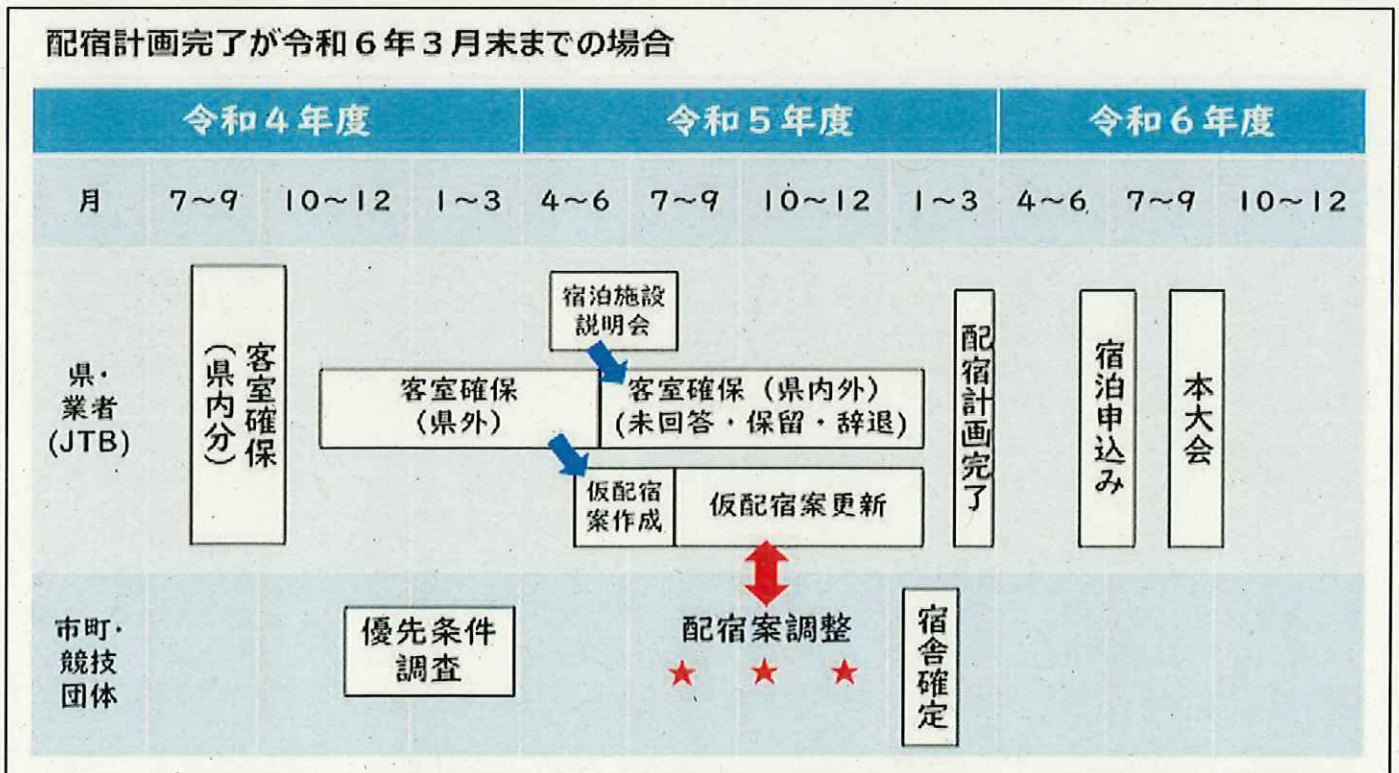 配宿計画完了が令和６年３月末までの場合
令和４年度
令和５年度
令和６年度
月
7～9
10～12
1～3
4～6
7～9
10～12
1～3
4～6
7～9
10～12
県・
業者
(JTB)
客室確保
（県内分）
宿泊施設
説明会
客室確保
（県外）
客室確保（県内外）
(未回答・保留・辞退)
仮配宿
案作成
仮配宿案更新
配宿計画完了
宿泊申込み
本大会
市町・
競技
団体
優先条件
調査
配宿案調整
★ ★ ★
宿舎確定